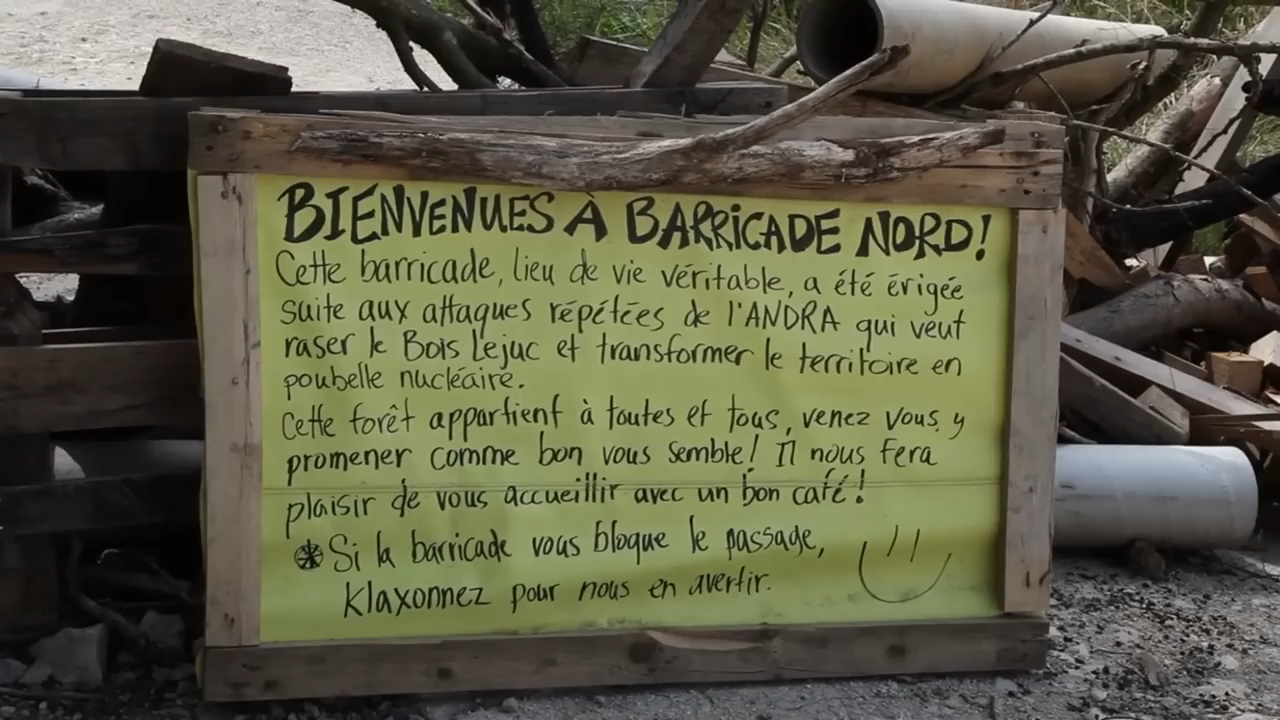 BIENVENUES À BARRICADE NORD!
Cette barricade, lieu de vie véritable, a été érigée
suite aux attaques répétées de l'ANDRA qui veut
raser le Bois Lejuc et transformer le territoire en
poubelle nucléaire.
Cette forêt appartient à toutes et tous, venez vous y
promener comme bon vous semble! Il nous fera
plaisir de vous accueillir avec un bon café!
Si la barricade vous bloque le passage,
Klaxonnez pour nous en avertir.